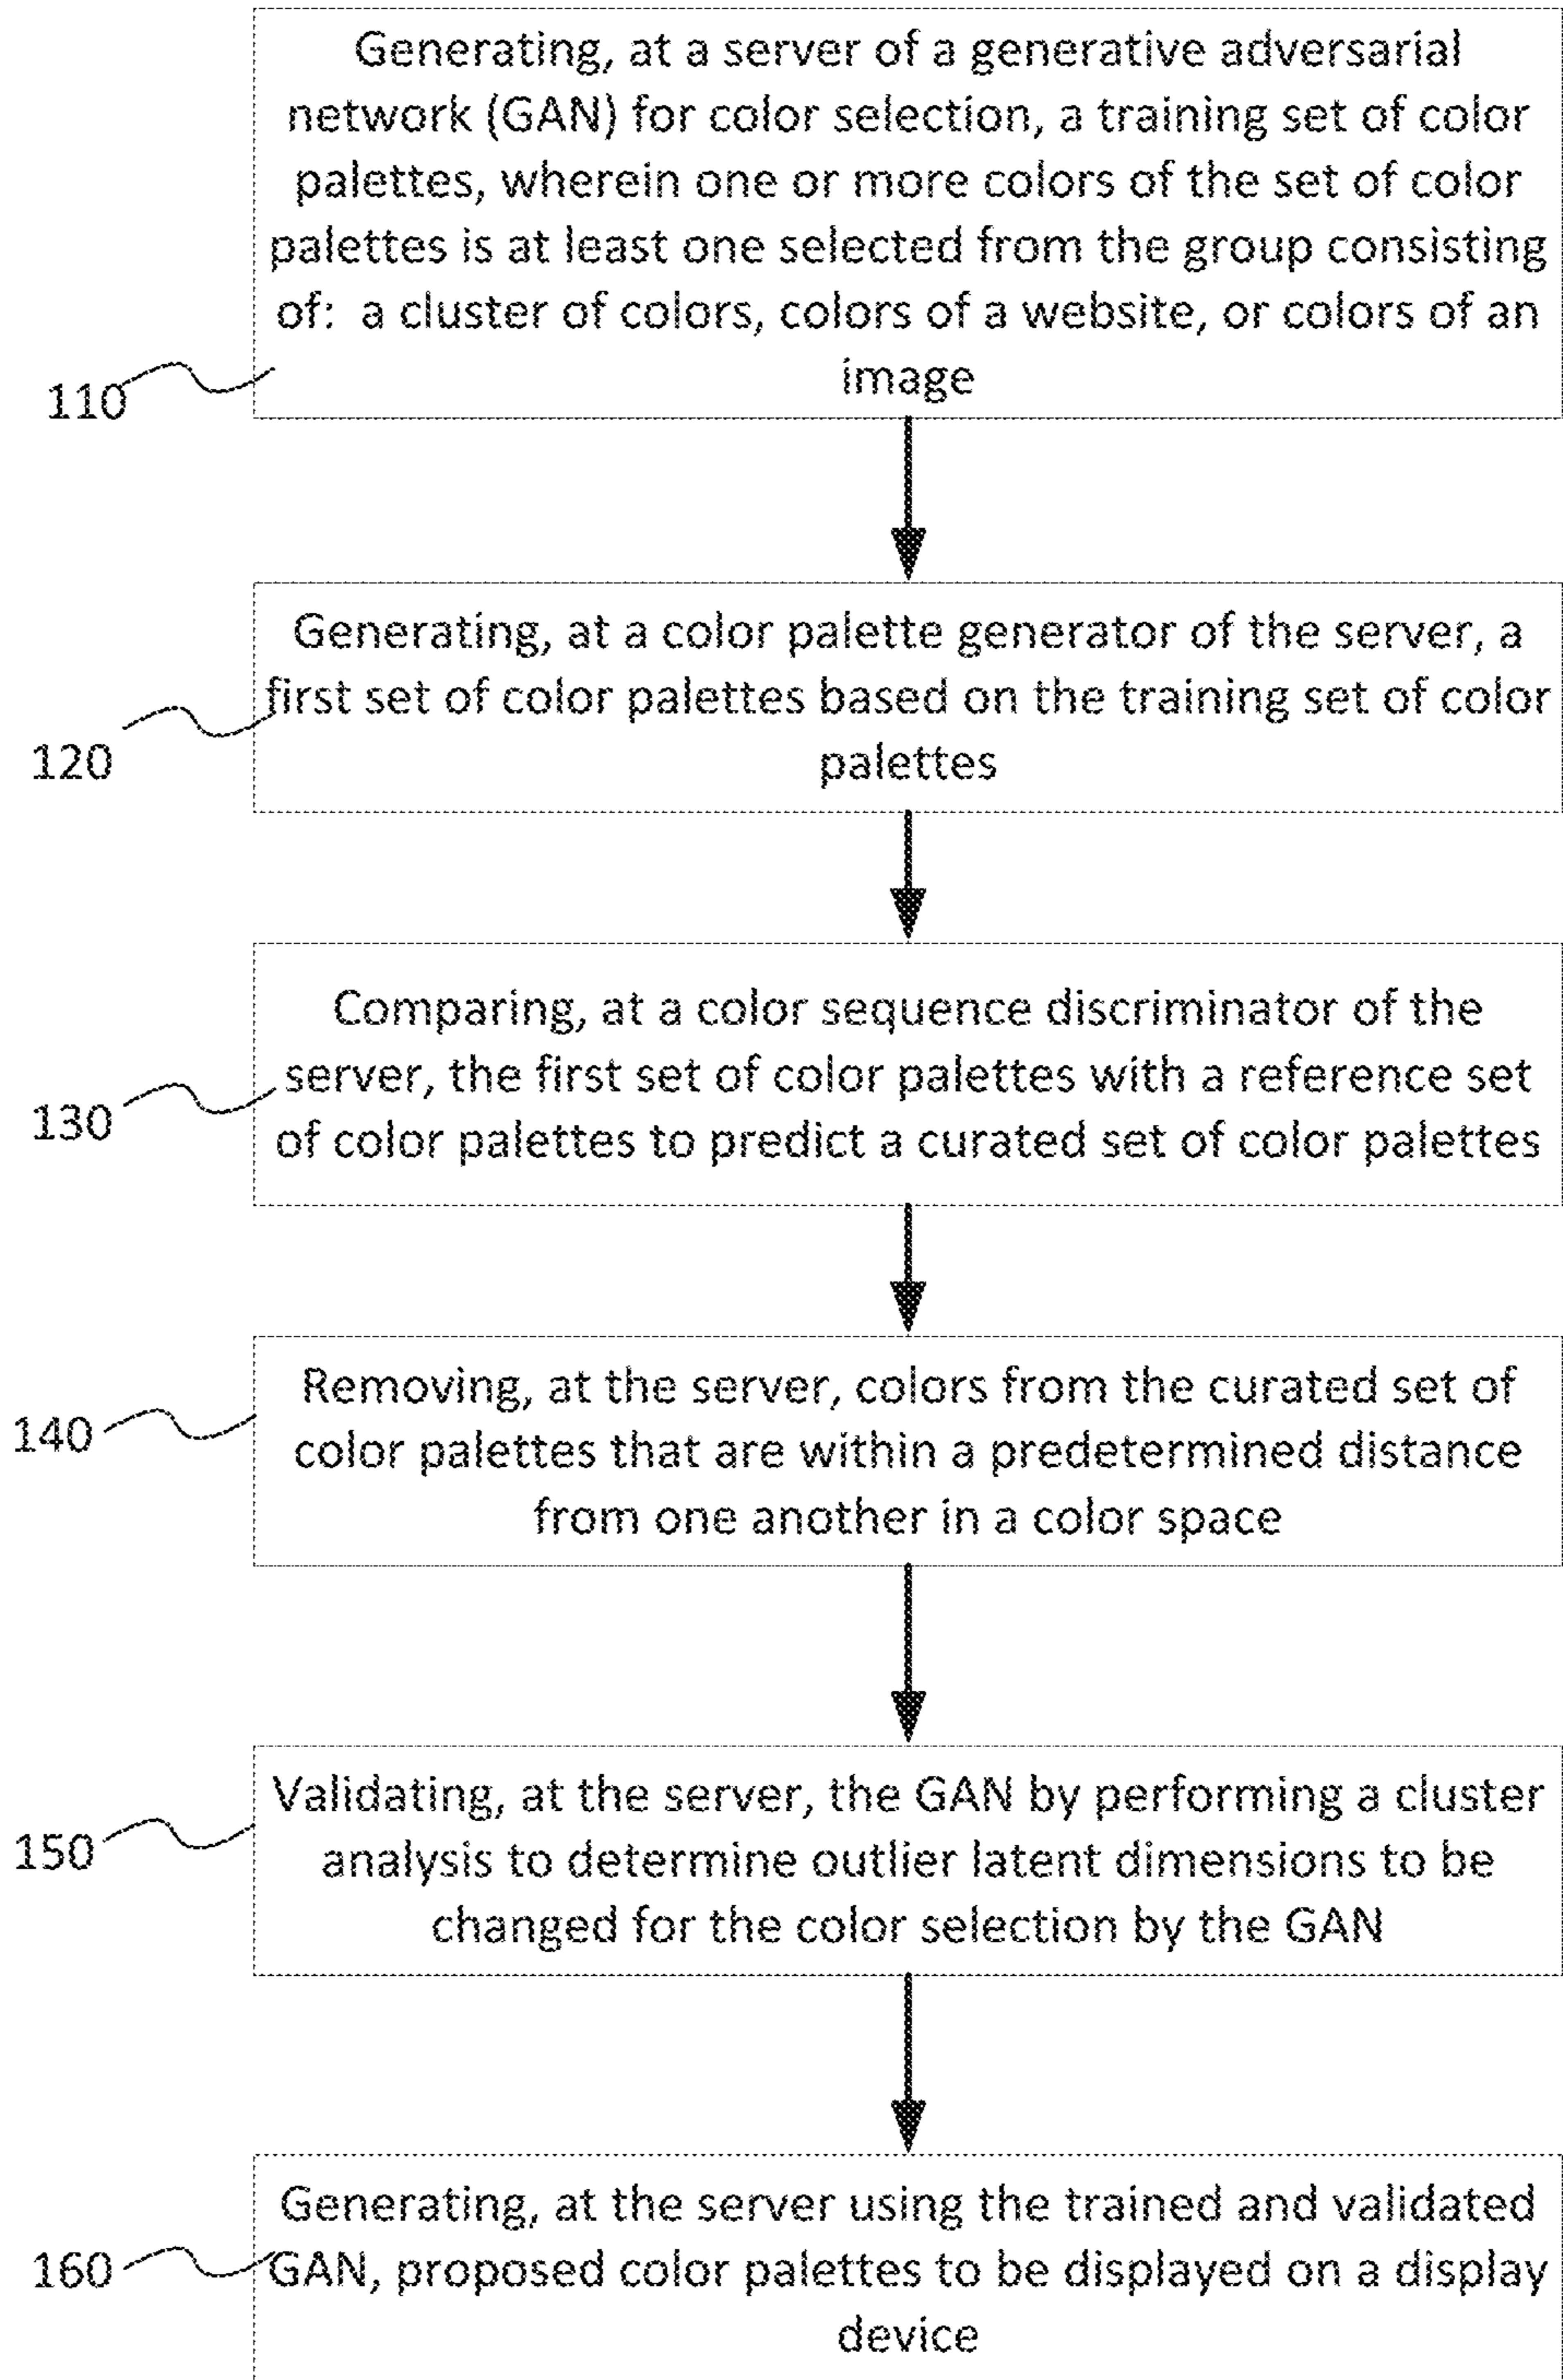 Generating, at a server of a generative adversarial
network (GAN) for color selection, a training set of color
palettes, wherein one or more colors of the set of color
palettes is at least one selected from the group consisting
of: a cluster of colors, colors of a website, or colors of an
image
110
Generating, at a color palette generator of the server, a
first set of color palettes based on the training set of color
palettes
120
Comparing, at a color sequence discriminator of the
server, the first set of color palettes with a reference set
of color palettes to predict a curated set of color palettes
130
Removing, at the server, colors from the curated set of
color palettes that are within a predetermined distance
from one another in a color space
140
Validating, at the server, the GAN by performing a cluster
analysis to determine outlier latent dimensions to be
changed for the color selection by the GAN
150
Generating, at the server using the trained and validated
GAN, proposed color palettes to be displayed on a display
device
160